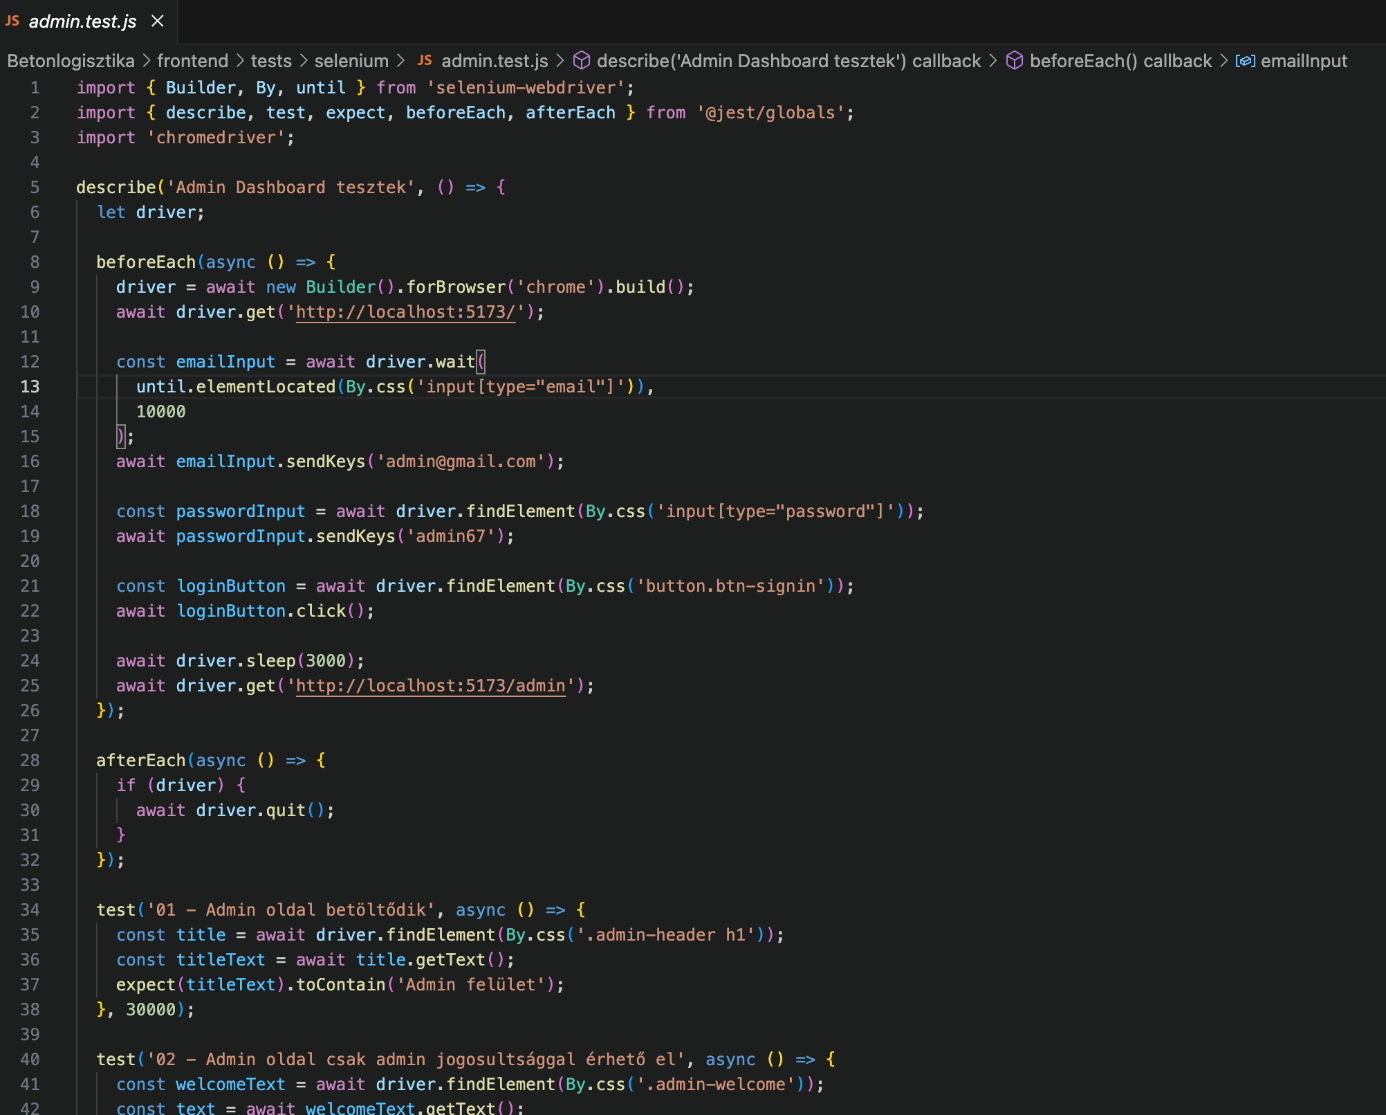 JS admin.test.js ×
Betonlogisztika > frontend > tests > selenium > JS admin.test.js > describe('Admin Dashboard tesztek') callback > beforeEach() callback > emailInput
1 import { Builder, By, until } from 'selenium-webdriver';
2 import { describe, test, expect, beforeEach, afterEach } from '@jest/globals';
3 import 'chromedriver';
4
5 describe('Admin Dashboard tesztek', () => {
6   let driver;
7
8   beforeEach(async () => {
9     driver = await new Builder().forBrowser('chrome').build();
10     await driver.get('http://localhost:5173/');
11
12     const emailInput = await driver.wait(
13       until.elementLocated(By.css('input[type="email"]')),
14       10000
15     );
16     await emailInput.sendKeys('admin@gmail.com');
17
18     const passwordInput = await driver.findElement(By.css('input[type="password"]'));
19     await passwordInput.sendKeys('admin67');
20
21     const loginButton = await driver.findElement(By.css('button.btn-signin'));
22     await loginButton.click();
23
24     await driver.sleep(3000);
25     await driver.get('http://localhost:5173/admin');
26   });
27
28   afterEach(async () => {
29     if (driver) {
30       await driver.quit();
31     }
32   });
33
34   test('01 - Admin oldal betöltődik', async () => {
35     const title = await driver.findElement(By.css('.admin-header h1'));
36     const titleText = await title.getText();
37     expect(titleText).toContain('Admin felület');
38   }, 30000);
39
40   test('02 - Admin oldal csak admin jogosultsággal érhető el', async () => {
41     const welcomeText = await driver.findElement(By.css('.admin-welcome'));
42     const text = await welcomeText.getText();